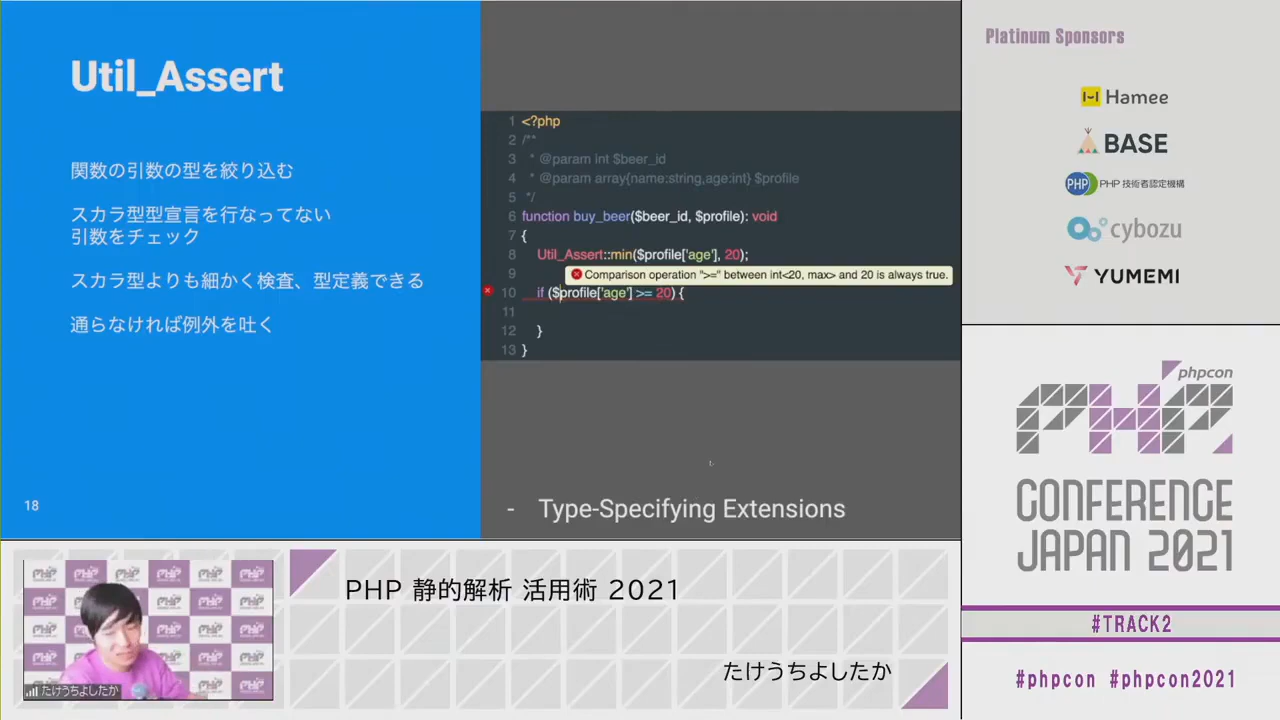 Util_Assert
関数の引数の型を絞り込む
スカラ型型宣言を行なってない
引数をチェック
スカラ型よりも細かく検査、型定義できる
通らなければ例外を吐く
18
1 <?php
2 /**
3 * @param int $beer_id
4 * @param array{name:string,age:int} $profile
5 */
6 function buy_beer($beer_id, $profile): void
7 {
8 Util_Assert::min($profile['age'], 20);
9
Comparison operation ">=" between int<20, max> and 20 is always true.
10 if ($profile['age'] >= 20) {
11
12 }
13 }
- Type-Specifying Extensions
Platinum Sponsors
Hamee
BASE
PHP PHP 技術者認定機構
cybozu
YUMEMI
phpcon
PHP
CONFERENCE
JAPAN 2021
#TRACK2
#phpcon #phpcon2021
PHP 静的解析 活用術 2021
たけうちよしたか
たけうちよしたか